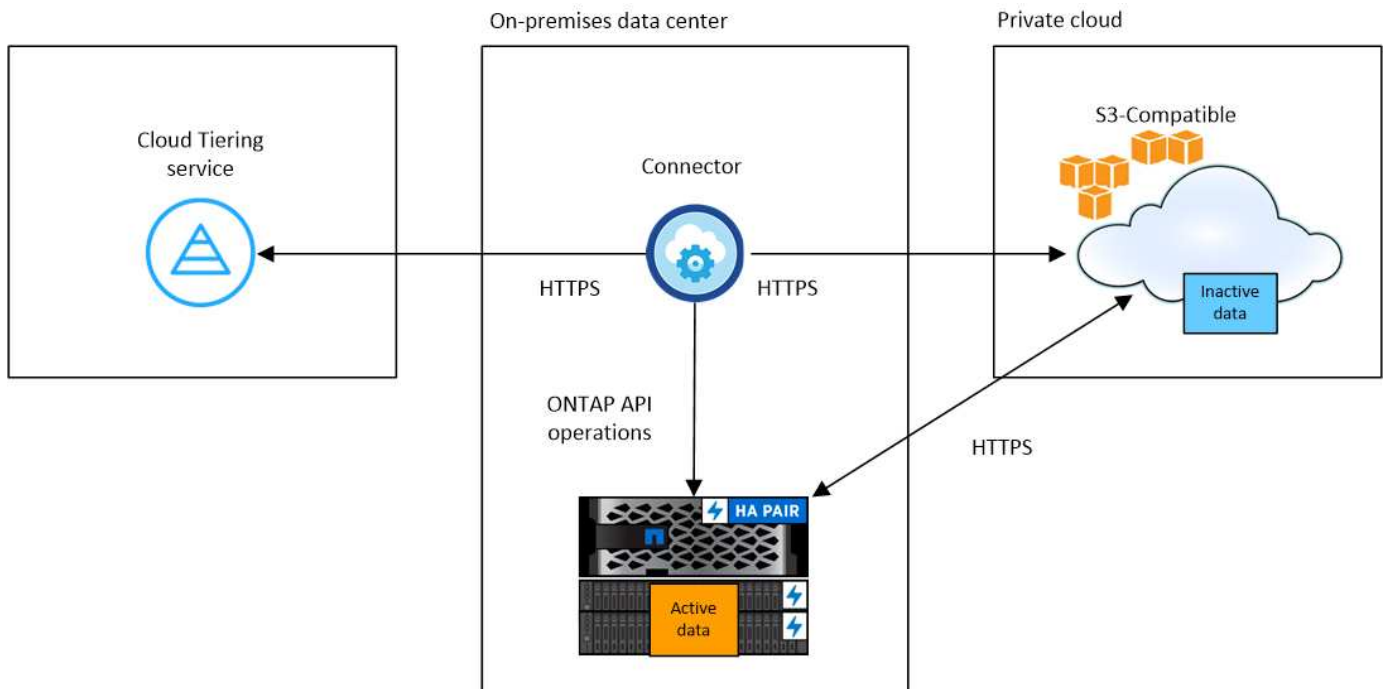 On-premises data center
Private cloud
Cloud Tiering
service
Connector
S3-Compatible
HTTPS
HTTPS
Inactive
data
ONTAP API
operations
HTTPS
HA PAIR
Active
data